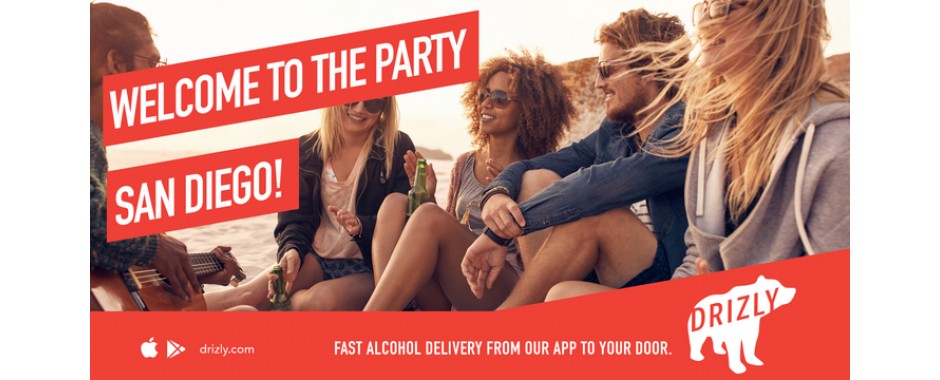 WELCOME TO THE PARTY
SAN DIEGO!
drizly.com
FAST ALCOHOL DELIVERY FROM OUR APP TO YOUR DOOR.
DRIZLY